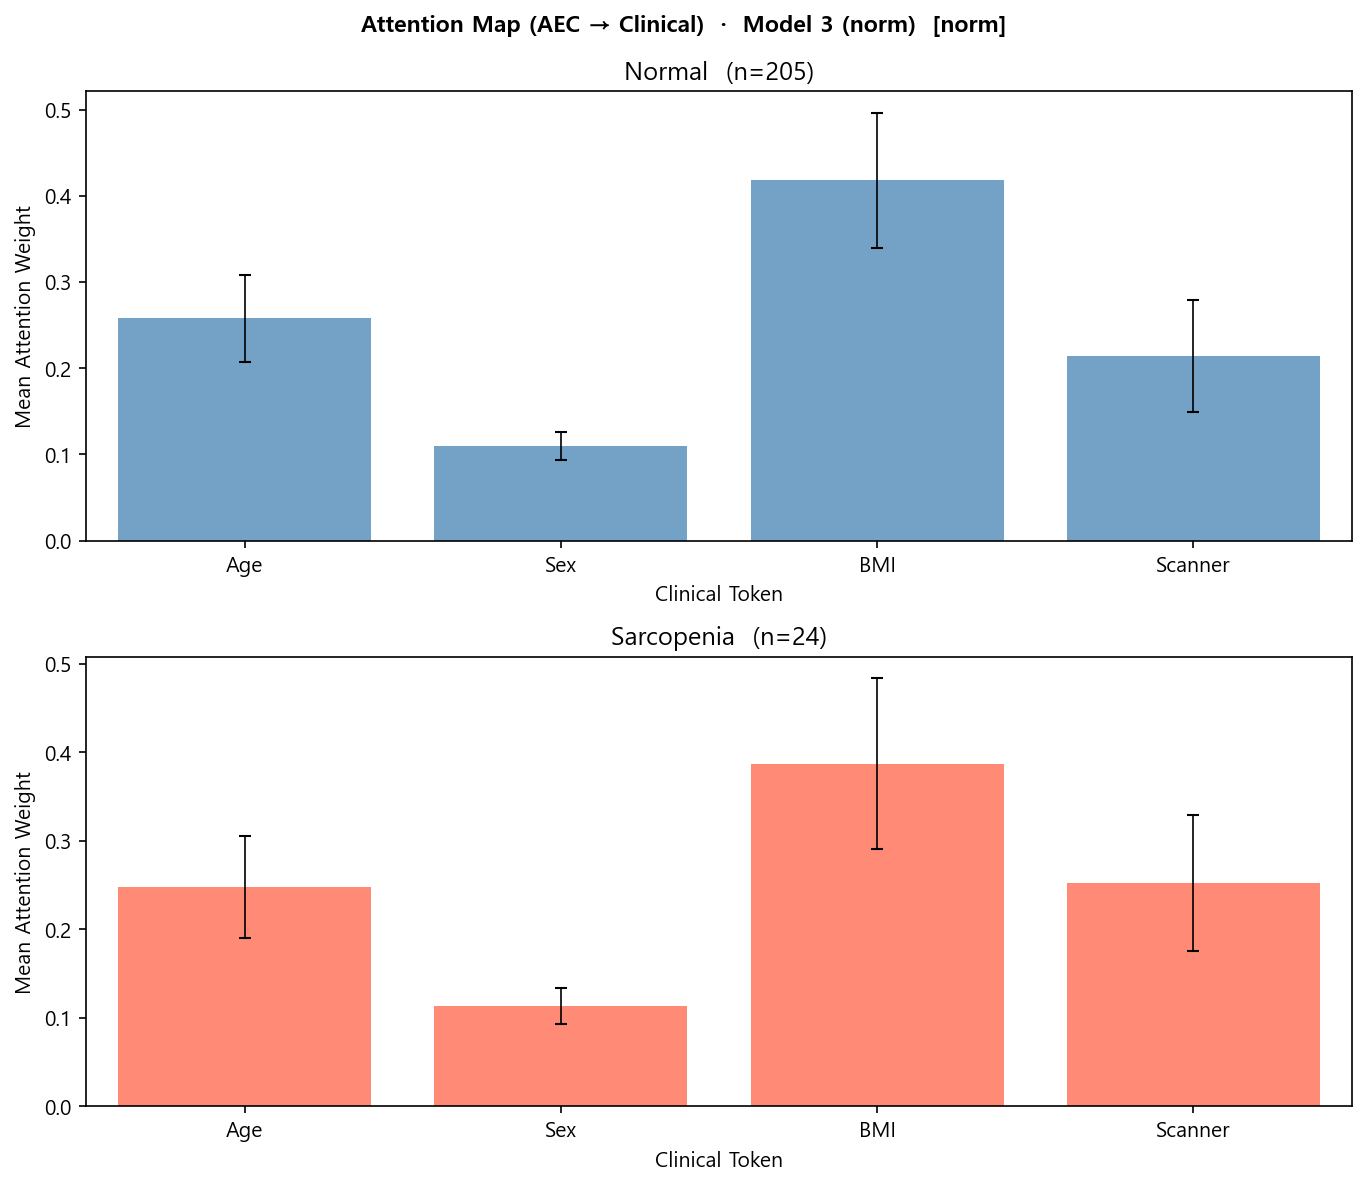 Attention Map (AEC → Clinical) · Model 3 (norm) [norm]
Normal (n=205)
0.5
0.4
0.3
0.2
0.1
0.0
Mean Attention Weight
Age Sex BMI Scanner
Clinical Token
Sarcopenia (n=24)
0.5
0.4
0.3
0.2
0.1
0.0
Mean Attention Weight
Age Sex BMI Scanner
Clinical Token